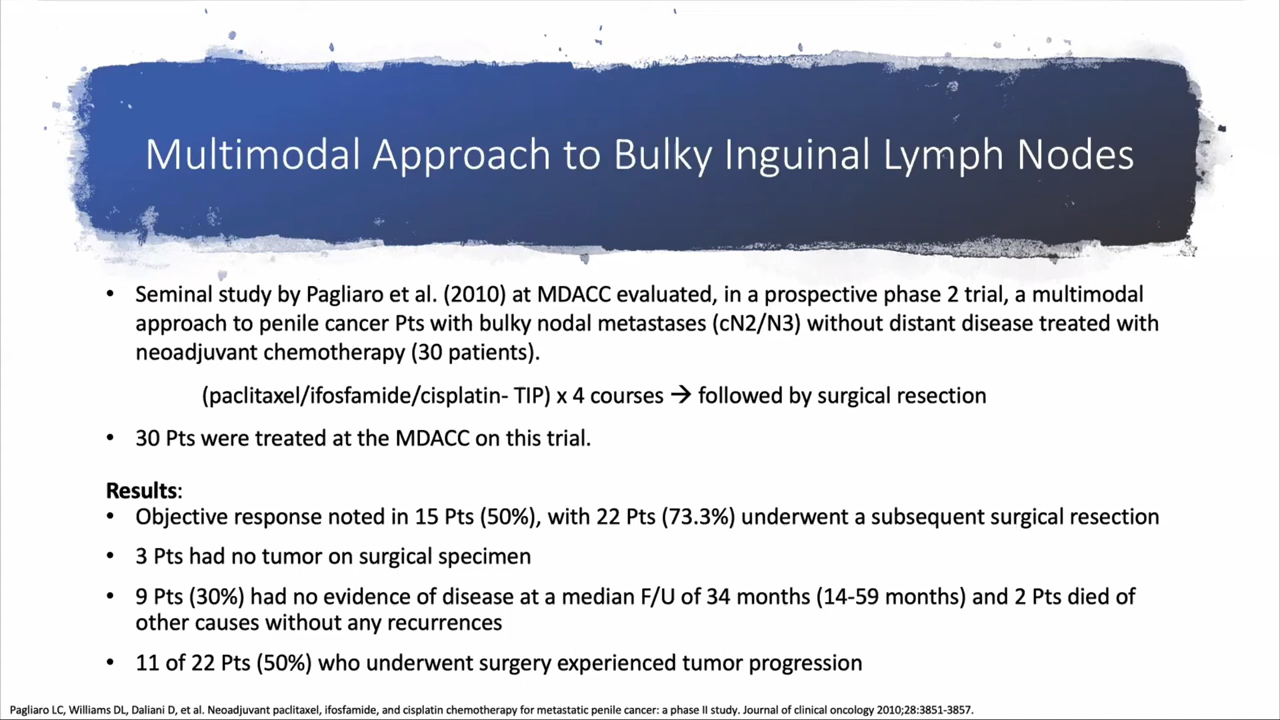 Multimodal Approach to Bulky Inguinal Lymph Nodes
• Seminal study by Pagliaro et al. (2010) at MDACC evaluated, in a prospective phase 2 trial, a multimodal
approach to penile cancer Pts with bulky nodal metastases (cN2/N3) without distant disease treated with
neoadjuvant chemotherapy (30 patients).
(paclitaxel/ifosfamide/cisplatin- TIP) x 4 courses → followed by surgical resection
• 30 Pts were treated at the MDACC on this trial.
Results:
• Objective response noted in 15 Pts (50%), with 22 Pts (73.3%) underwent a subsequent surgical resection
• 3 Pts had no tumor on surgical specimen
• 9 Pts (30%) had no evidence of disease at a median F/U of 34 months (14-59 months) and 2 Pts died of
other causes without any recurrences
• 11 of 22 Pts (50%) who underwent surgery experienced tumor progression
Pagliaro LC, Williams DL, Daliani D, et al. Neoadjuvant paclitaxel, ifosfamide, and cisplatin chemotherapy for metastatic penile cancer: a phase II study. Journal of clinical oncology 2010;28:3851-3857.